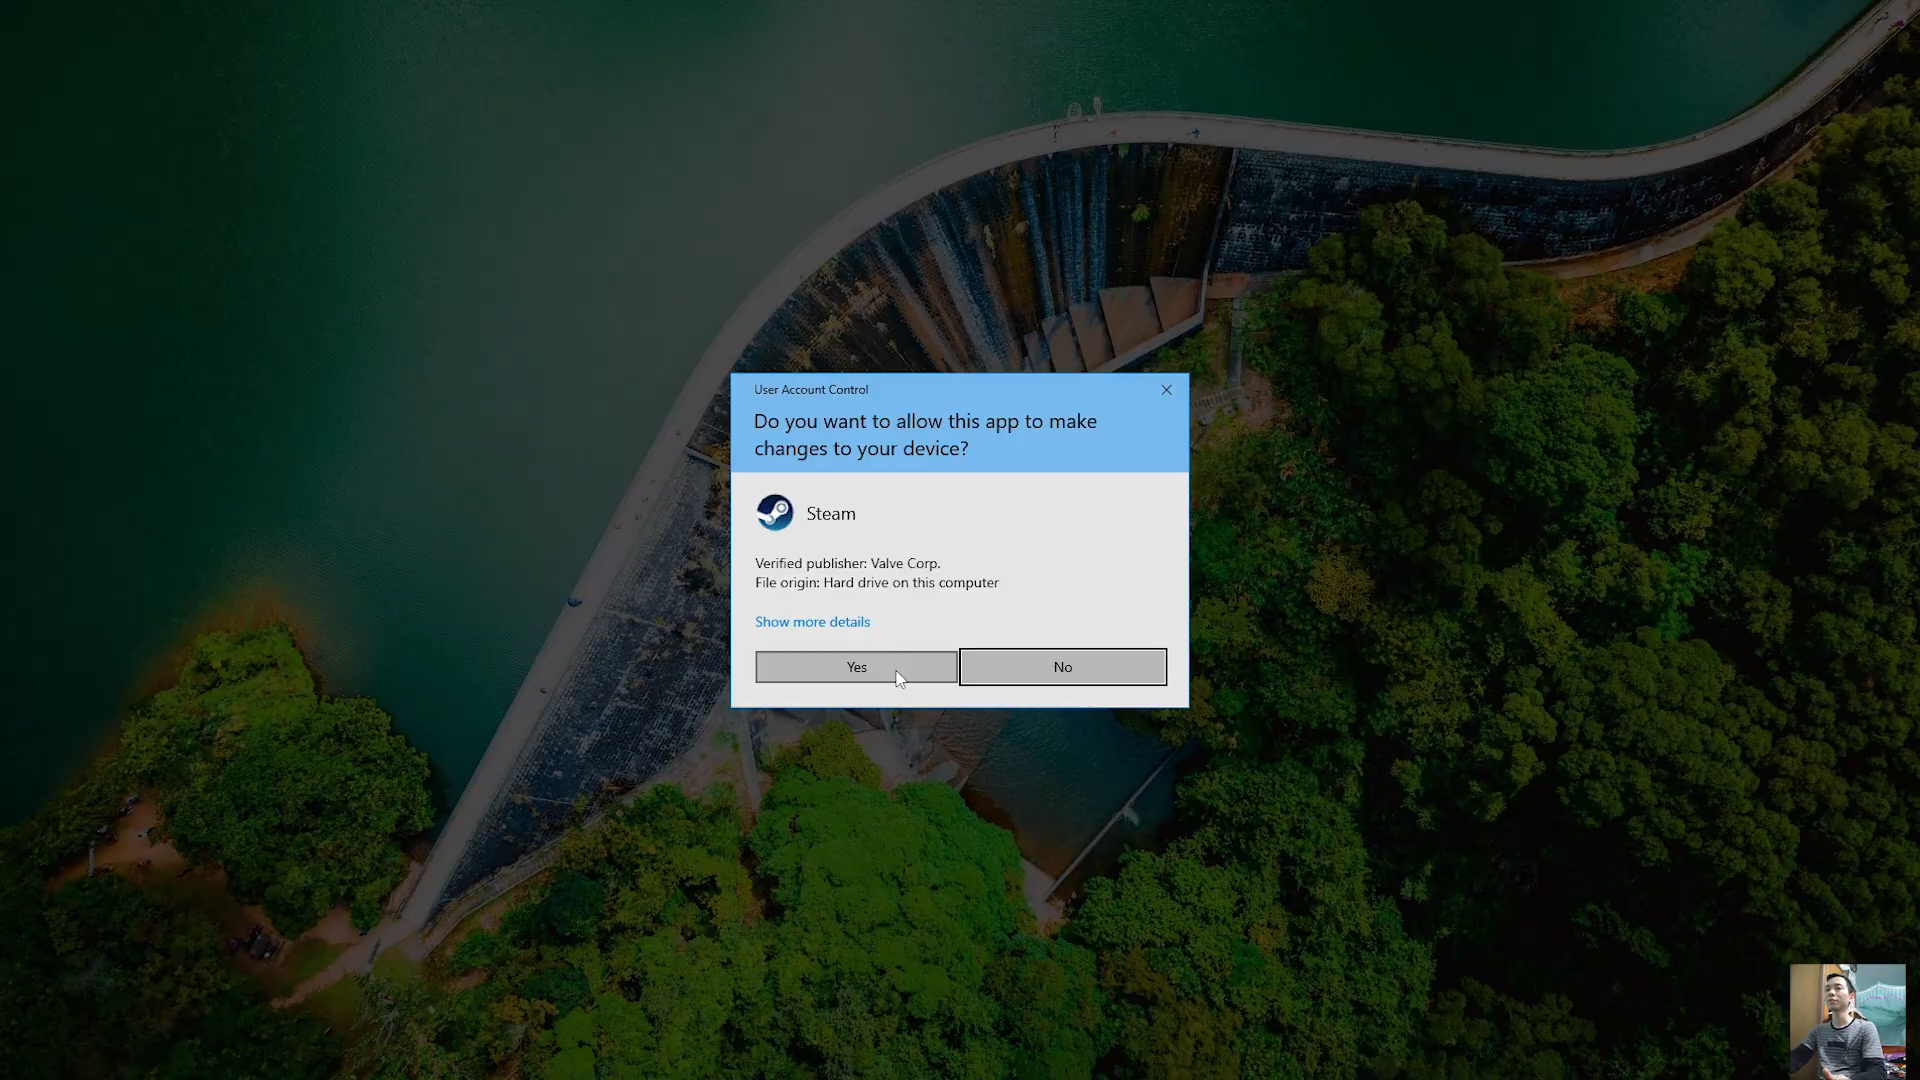 User Account Control
Do you want to allow this app to make
changes to your device?
Steam
Verified publisher: Valve Corp.
File origin: Hard drive on this computer
Show more details
Yes
No